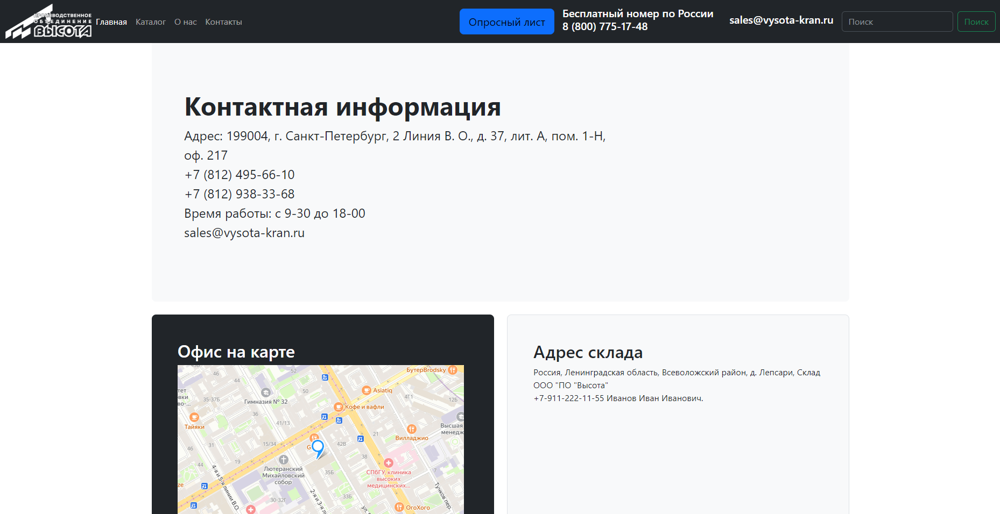 ПРОИЗВОДСТВЕННОЕ
ОБЪЕДИНЕНИЕ
ВЫСОТА
Главная
Каталог
О нас
Контакты
Опросный лист
Бесплатный номер по России
8 (800) 775-17-48
sales@vysota-kran.ru
Поиск
Поиск
Контактная информация
Адрес: 199004, г. Санкт-Петербург, 2 Линия В. О., д. 37, лит. А, пом. 1-Н,
оф. 217
+7 (812) 495-66-10
+7 (812) 938-33-68
Время работы: с 9-30 до 18-00
sales@vysota-kran.ru
Офис на карте
46
52
БутерBrodsky
44
Asiatiq
50
35-37Б
Гимназия № 32
4Г1
12Б
Кофе и вафли
36
Тайяки
41/13
Высшая
менедж
21
Вилладжио
31
15/34
42В
46
19
38
44
Лютеранский
Михайловский
собор
35Б
СПбГУ, клиника
высоких
медицинских...
7
4-я и 5-я линии В.О.
2-я и 3-я л
Тучков пер.
33Б
30-32Г
ОгоХого
Адрес склада
Россия, Ленинградская область, Всеволожский район, д. Лепсари, Склад
ООО "ПО "Высота"
+7-911-222-11-55 Иванов Иван Иванович.